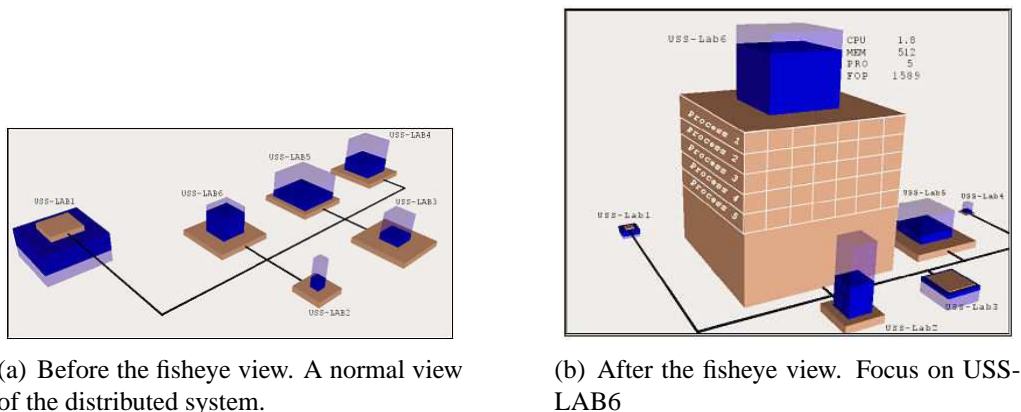 USS-LAB4
USS-LAB5
USS-LAB6
USS-LAB3
USS-LAB1
USS-LAB2
(a) Before the fisheye view. A normal view
of the distributed system.
USS-Lab6
CPU 1.8
MEM 512
PRO 5
FOP 1589
Process 1
Process 2
Process 3
Process 4
Process 5
USS-Lab1
USS-Lab5
USS-Lab4
USS-Lab3
USS-Lab2
(b) After the fisheye view. Focus on USS-
LAB6